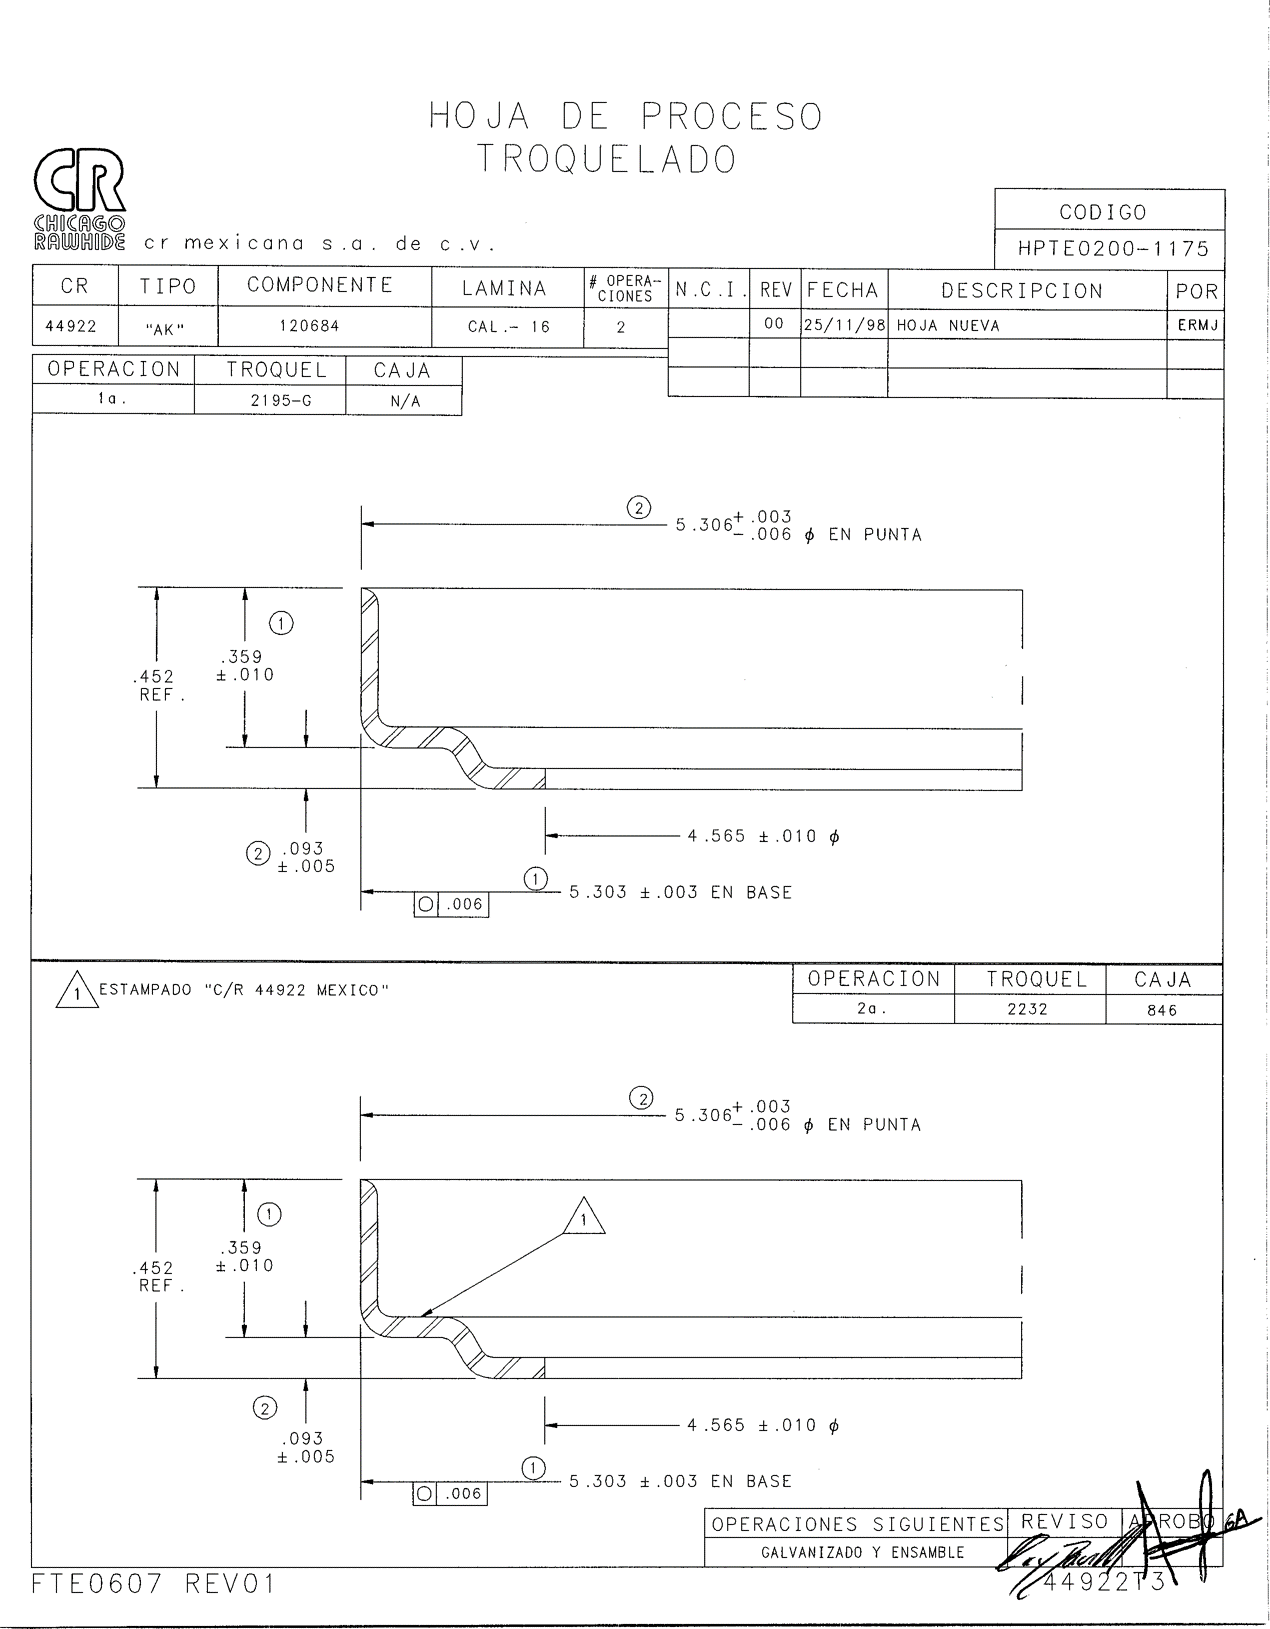 HOJA DE PROCESO
TROQUELADO
CR
CHICAGO
RAWHIDE
cr mexicana s.a. de c.v.
CODIGO
HPTE0200-1175
CR TIPO COMPONENTE LAMINA # OPERA-CIONES N.C.I. REV FECHA DESCRIPCION POR
44922 "AK" 120684 CAL.- 16 2 00 25/11/98 HOJA NUEVA ERMJ
OPERACION TROQUEL CAJA
1a. 2195-G N/A
2
5.306 + .003
- .006 ϕ EN PUNTA
1
.359
±.010
.452
REF.
2 .093
±.005
4.565 ±.010 ϕ
1
5.303 ±.003 EN BASE
.006
1 ESTAMPADO "C/R 44922 MEXICO"
OPERACION TROQUEL CAJA
2a. 2232 846
2
5.306 + .003
- .006 ϕ EN PUNTA
1
1
.359
±.010
.452
REF.
2
.093
±.005
4.565 ±.010 ϕ
1
5.303 ±.003 EN BASE
.006
OPERACIONES SIGUIENTES REVISO APROBO
GALVANIZADO Y ENSAMBLE
FTE0607 REV01
44922T3